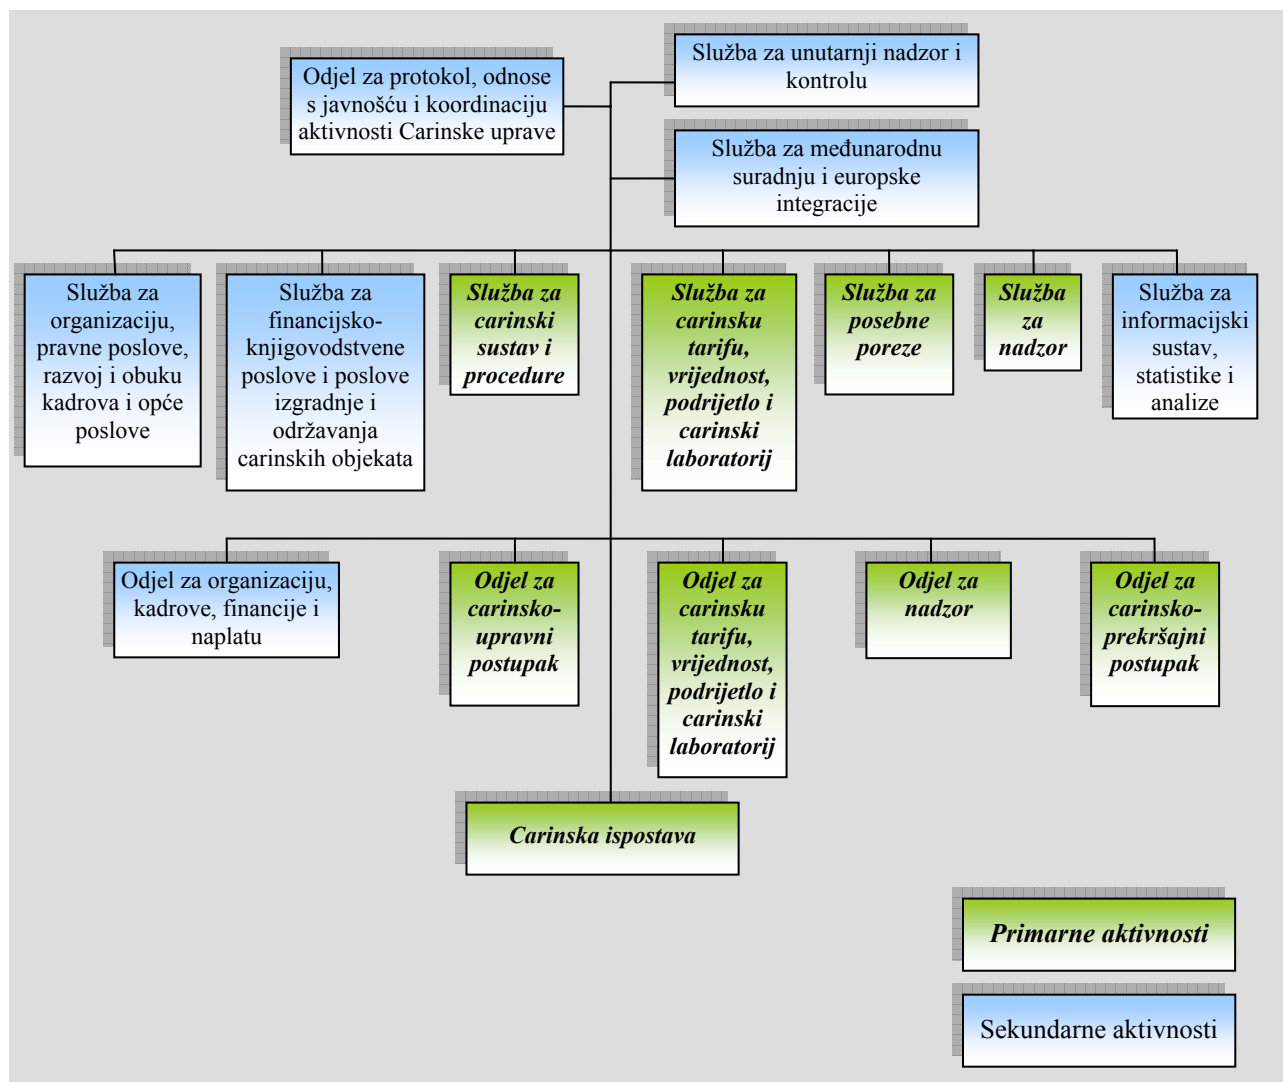 Odjel za protokol, odnose
s javnošću i koordinaciju
aktivnosti Carinske uprave
Služba za unutarnji nadzor i
kontrolu
Služba za međunarodnu
suradnju i europske
integracije
Služba za
organizaciju,
pravne poslove,
razvoj i obuku
kadrova i opće
poslove
Služba za
financijsko-
knjigovodstvene
poslove i poslove
izgradnje i
održavanja
carinskih objekata
Služba za
carinski
sustav i
procedure
Služba za
carinsku
tarifu,
vrijednost,
podrijetlo i
carinski
laboratorij
Služba za
posebne
poreze
Služba
za
nadzor
Služba za
informacijski
sustav,
statistike i
analize
Odjel za organizaciju,
kadrove, financije i
naplatu
Odjel za
carinsko-
upravni
postupak
Odjel za
carinsku
tarifu,
vrijednost,
podrijetlo i
carinski
laboratorij
Odjel za
nadzor
Odjel za
carinsko-
prekršajni
postupak
Carinska ispostava
Primarne aktivnosti
Sekundarne aktivnosti